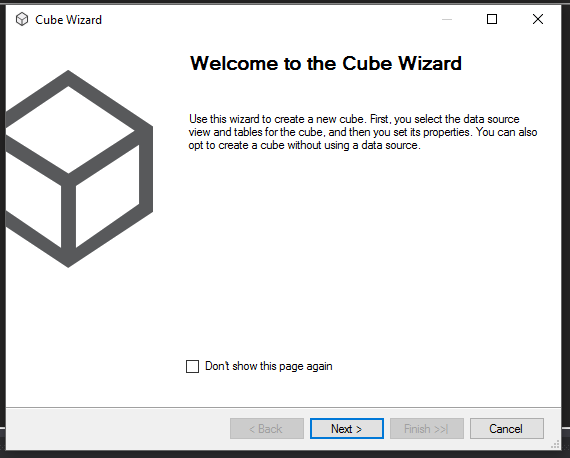 Cube Wizard
Welcome to the Cube Wizard
Use this wizard to create a new cube. First, you select the data source
view and tables for the cube, and then you set its properties. You can also
opt to create a cube without using a data source.
Don't show this page again
< Back
Next >
Finish >>|
Cancel